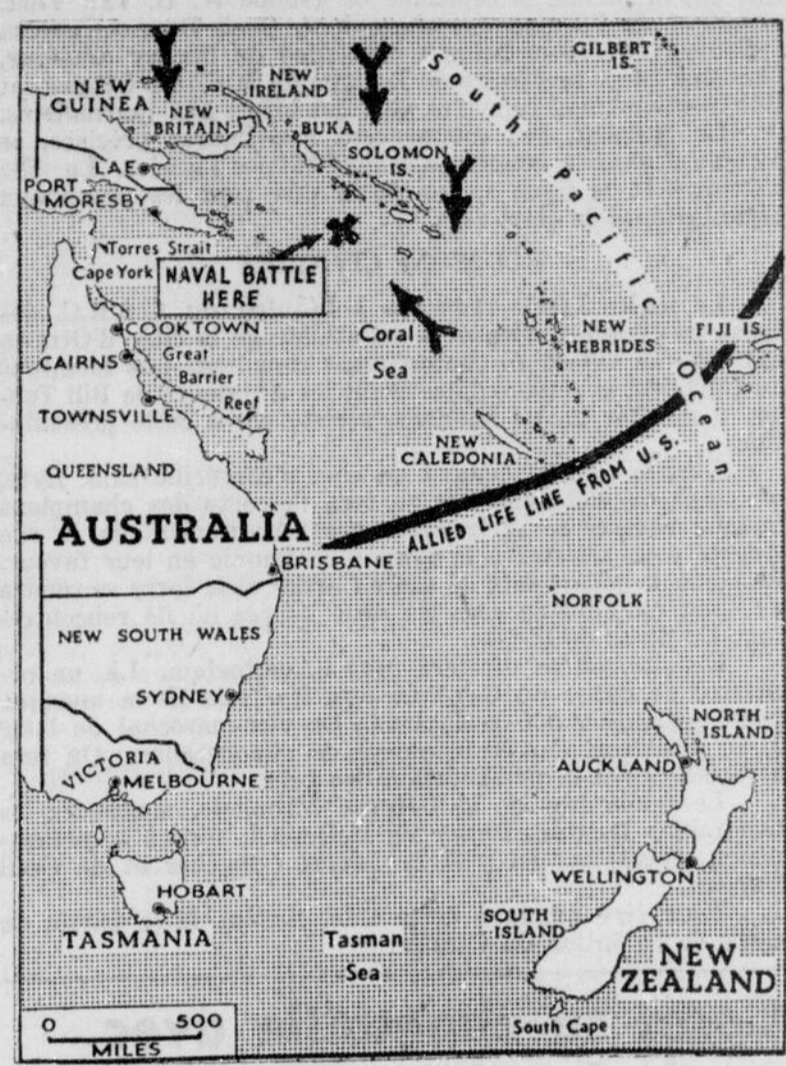 GILBERT
IS.
South Pacific Ocean
NEW
GUINEA
NEW
IRELAND
NEW
BRITAIN
BUKA
SOLOMON
IS.
LAE
PORT
MORESBY
Torres Strait
Cape York
NAVAL BATTLE
HERE
COOKTOWN
Coral
Sea
NEW
HEBRIDES
FIJI IS.
CAIRNS
Great
Barrier
Reef
TOWNSVILLE
NEW
CALEDONIA
QUEENSLAND
ALLIED LIFE LINE FROM U.S.
AUSTRALIA
BRISBANE
NORFOLK
NEW SOUTH WALES
SYDNEY
NORTH
ISLAND
VICTORIA
MELBOURNE
AUCKLAND
WELLINGTON
HOBART
TASMANIA
SOUTH
ISLAND
Tasman
Sea
NEW
ZEALAND
South Cape
0 500
MILES